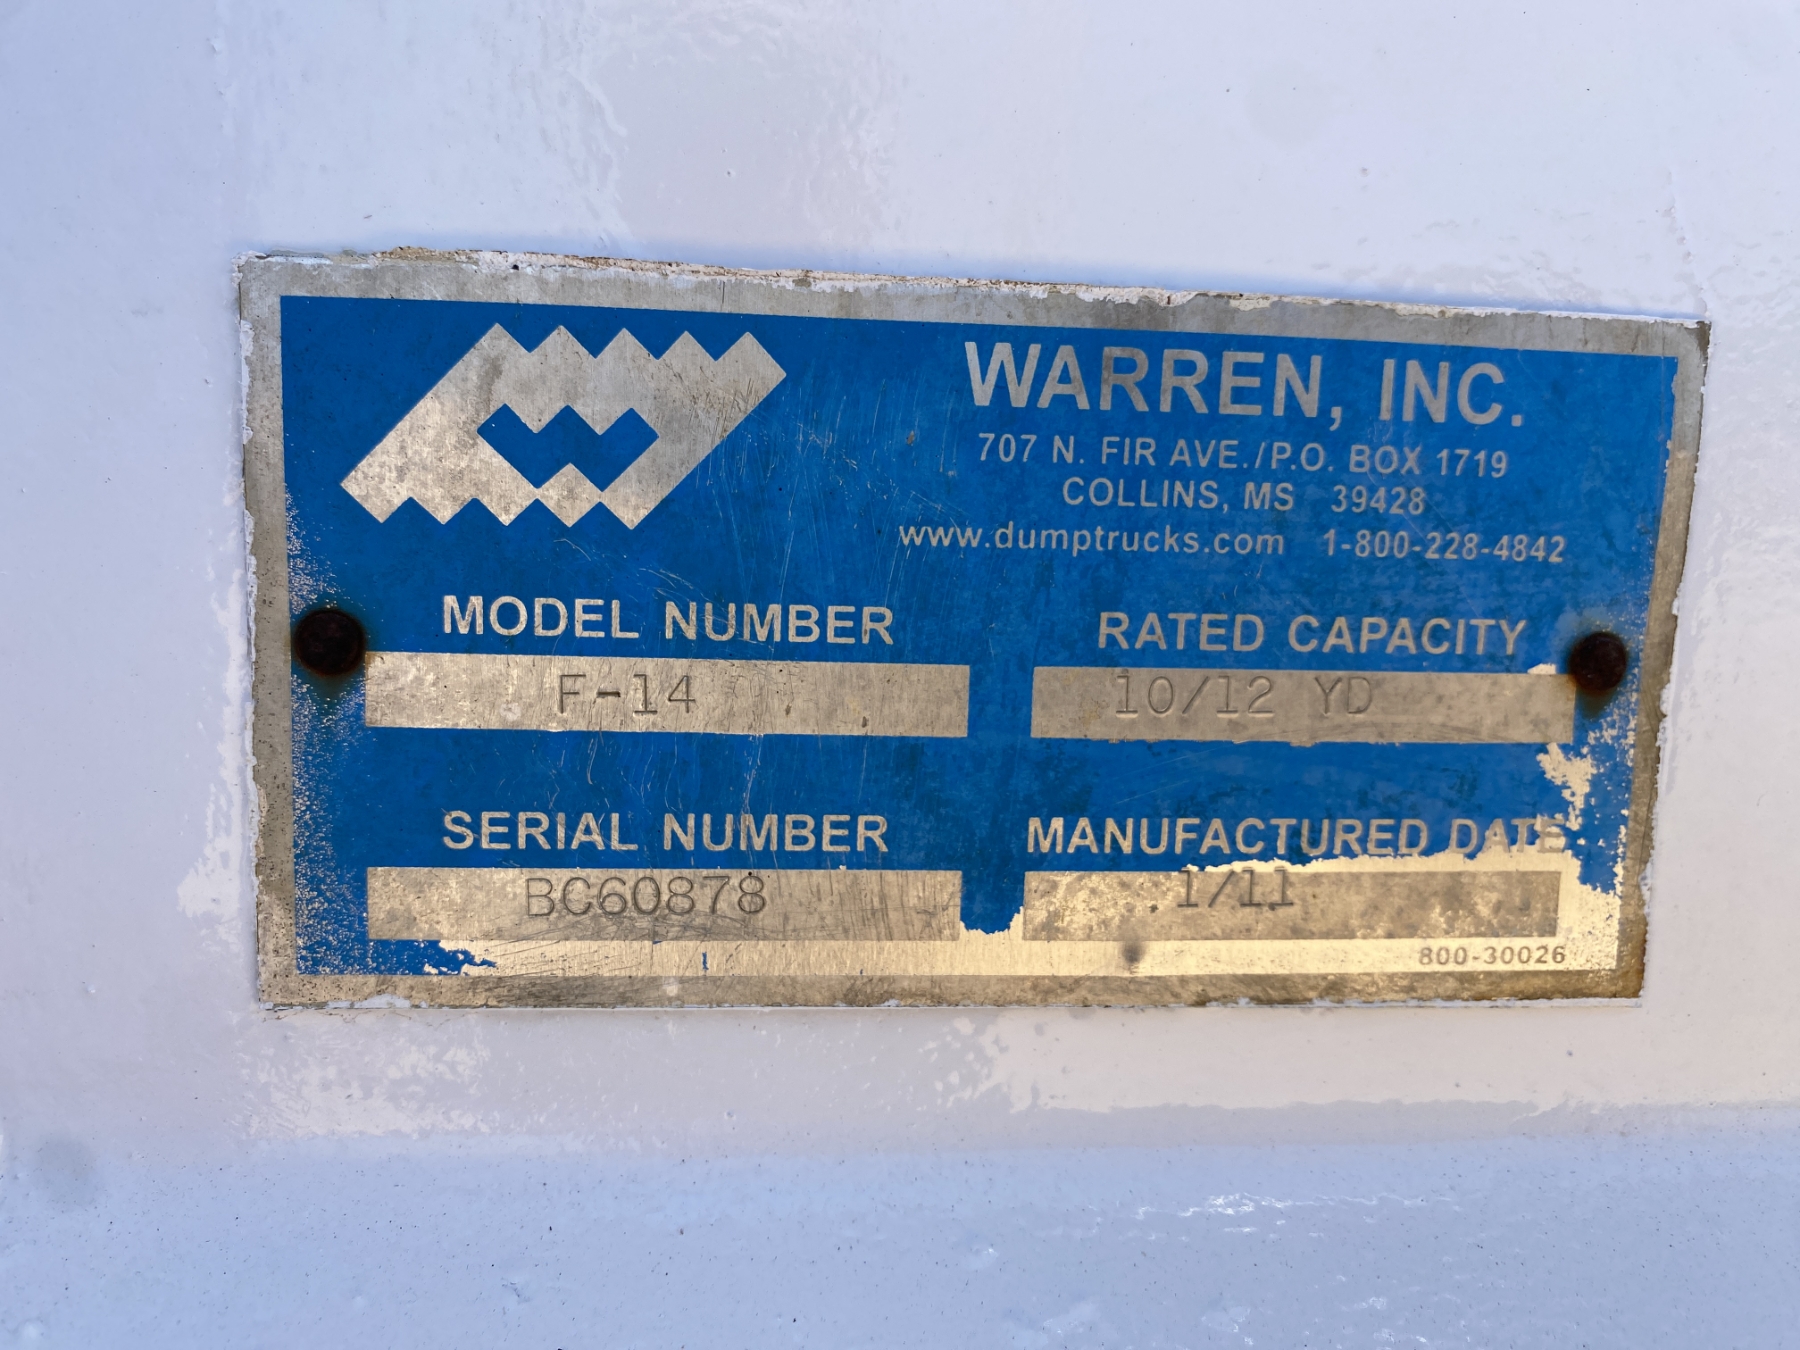 WARREN, INC.
707 N. FIR AVE./P.O. BOX 1719
COLLINS, MS 39428
www.dumptrucks.com 1-800-228-4842
MODEL NUMBER RATED CAPACITY
F-14 10/12 YD
SERIAL NUMBER MANUFACTURED DATE
BC60878 1/11
800-30026